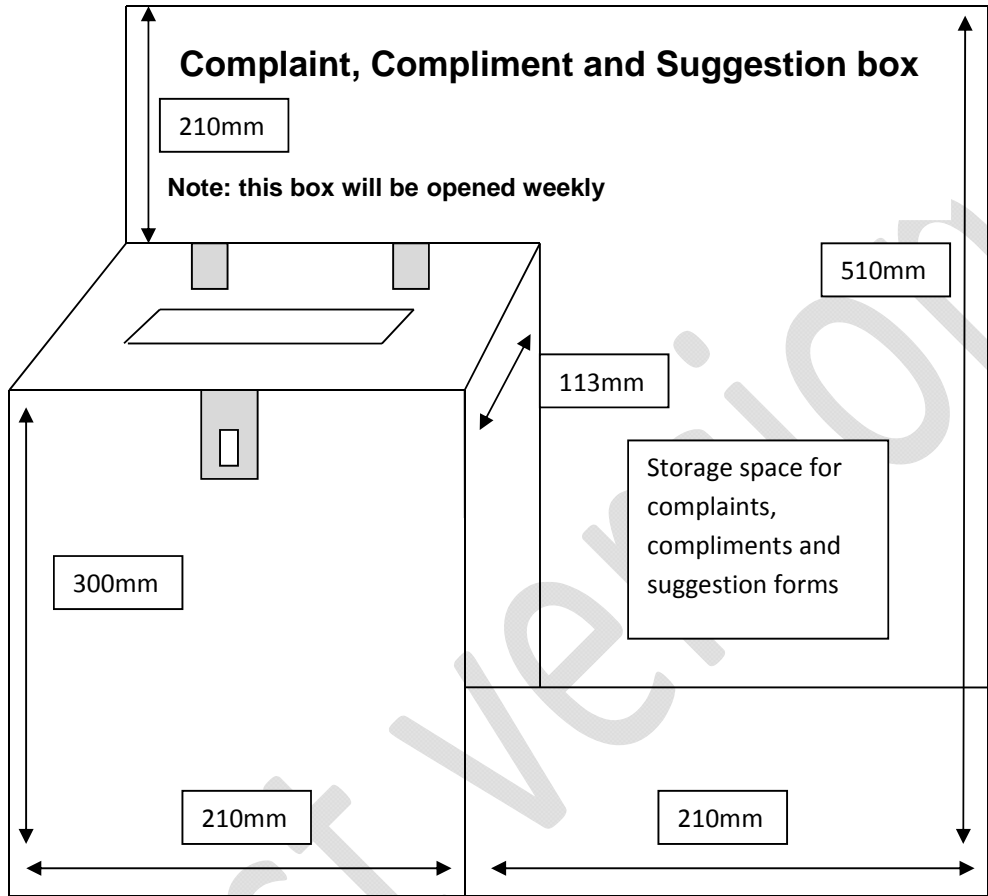 Complaint, Compliment and Suggestion box
210mm
Note: this box will be opened weekly
510mm
113mm
Storage space for
complaints,
compliments and
suggestion forms
300mm
210mm
210mm